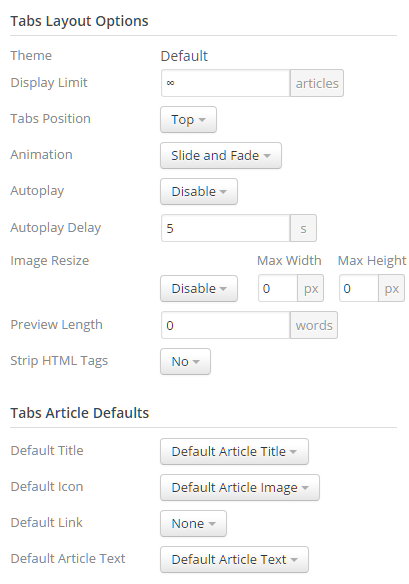 Tabs Layout Options
Theme Default
Display Limit ∞ articles
Tabs Position Top
Animation Slide and Fade
Autoplay Disable
Autoplay Delay 5 s
Image Resize Max Width Max Height
Disable 0 px 0 px
Preview Length 0 words
Strip HTML Tags No
Tabs Article Defaults
Default Title Default Article Title
Default Icon Default Article Image
Default Link None
Default Article Text Default Article Text